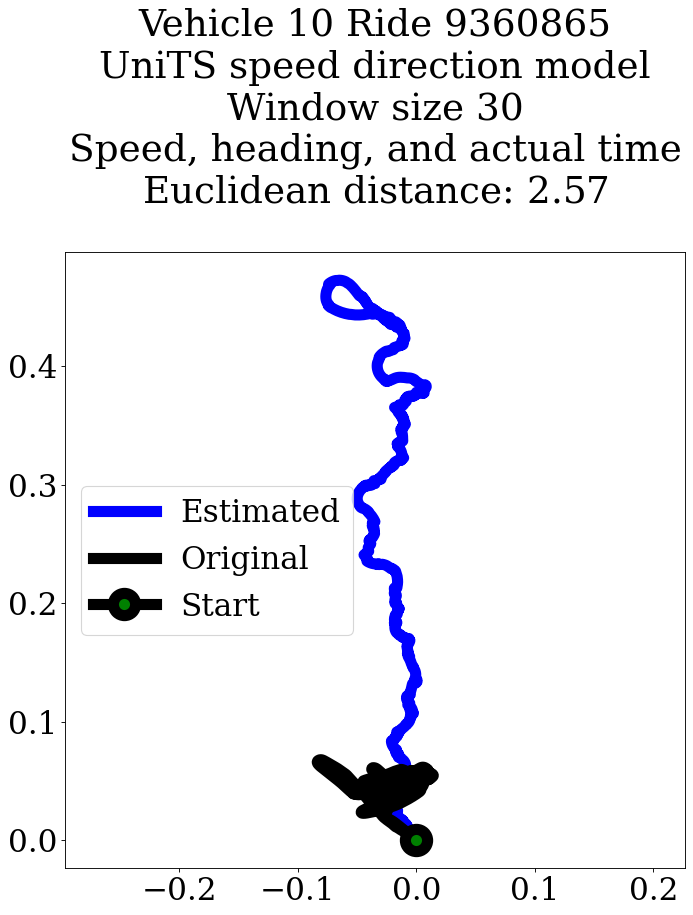 Vehicle 10 Ride 9360865
UniTS speed direction model
Window size 30
Speed, heading, and actual time
Euclidean distance: 2.57
0.4
0.3
0.2
0.1
0.0
Estimated
Original
Start
−0.2
−0.1
0.0
0.1
0.2